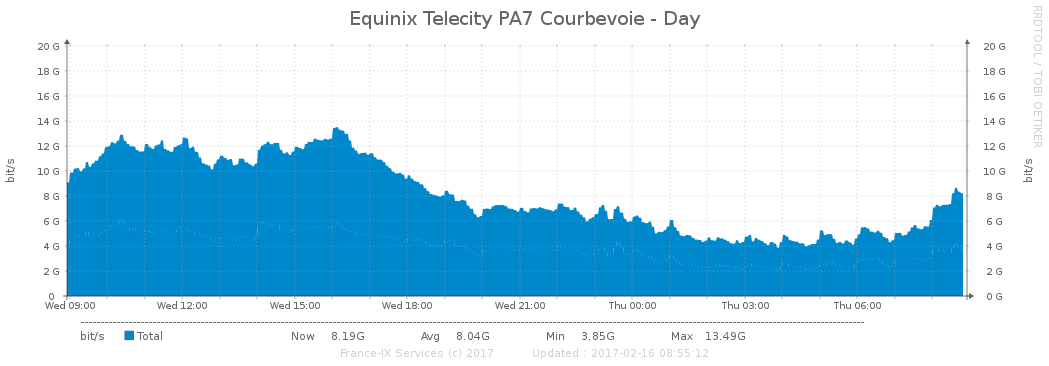 Equinix Telecity PA7 Courbevoie - Day
RRDTOOL / TOBI OETIKER
bit/s
20 G 20 G
18 G 18 G
16 G 16 G
14 G 14 G
12 G 12 G
10 G 10 G
8 G 8 G
6 G 6 G
4 G 4 G
2 G 2 G
0 0 G
bit/s
Wed 09:00 Wed 12:00 Wed 15:00 Wed 18:00 Wed 21:00 Thu 00:00 Thu 03:00 Thu 06:00
bit/s Total Now 8.19G Avg 8.04G Min 3.85G Max 13.49G
France-IX Services (c) 2017 Updated : 2017-02-16 08:55:12